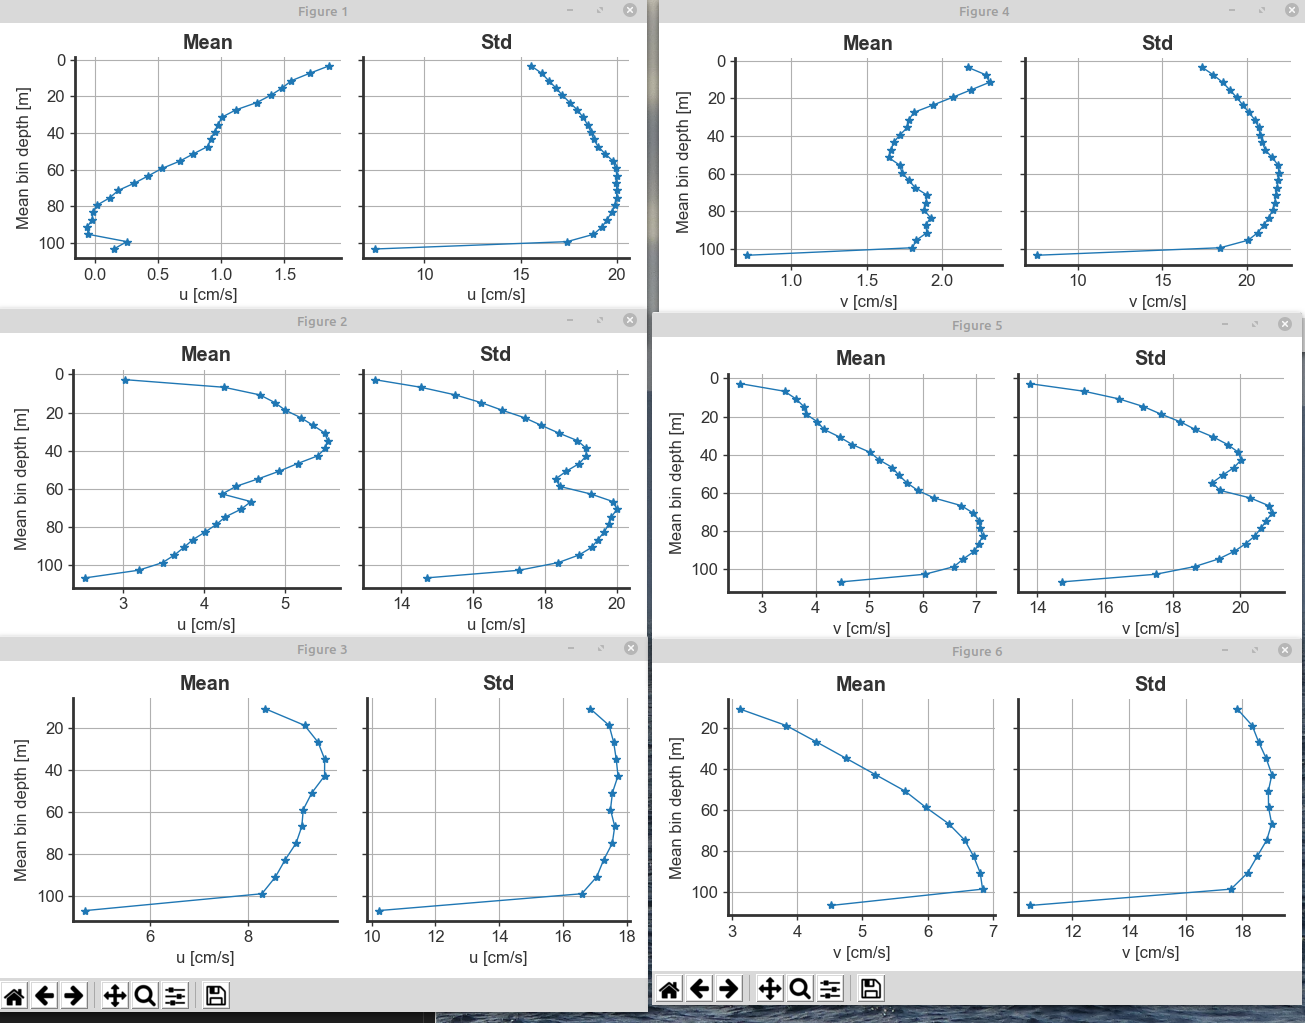 Figure 1
Mean Std
0
20
40
60
80
100
Mean bin depth [m]
0.0 0.5 1.0 1.5
u [cm/s]
10 15 20
u [cm/s]
Figure 4
Mean Std
0
20
40
60
80
100
Mean bin depth [m]
1.0 1.5 2.0
v [cm/s]
10 15 20
v [cm/s]
Figure 2
Mean Std
0
20
40
60
80
100
Mean bin depth [m]
3 4 5
u [cm/s]
14 16 18 20
u [cm/s]
Figure 5
Mean Std
0
20
40
60
80
100
Mean bin depth [m]
2 3 4 5 6 7
v [cm/s]
14 16 18 20
v [cm/s]
Figure 3
Mean Std
20
40
60
80
100
Mean bin depth [m]
6 8
u [cm/s]
10 12 14 16 18
u [cm/s]
Figure 6
Mean Std
20
40
60
80
100
Mean bin depth [m]
3 4 5 6 7
v [cm/s]
12 14 16 18
v [cm/s]